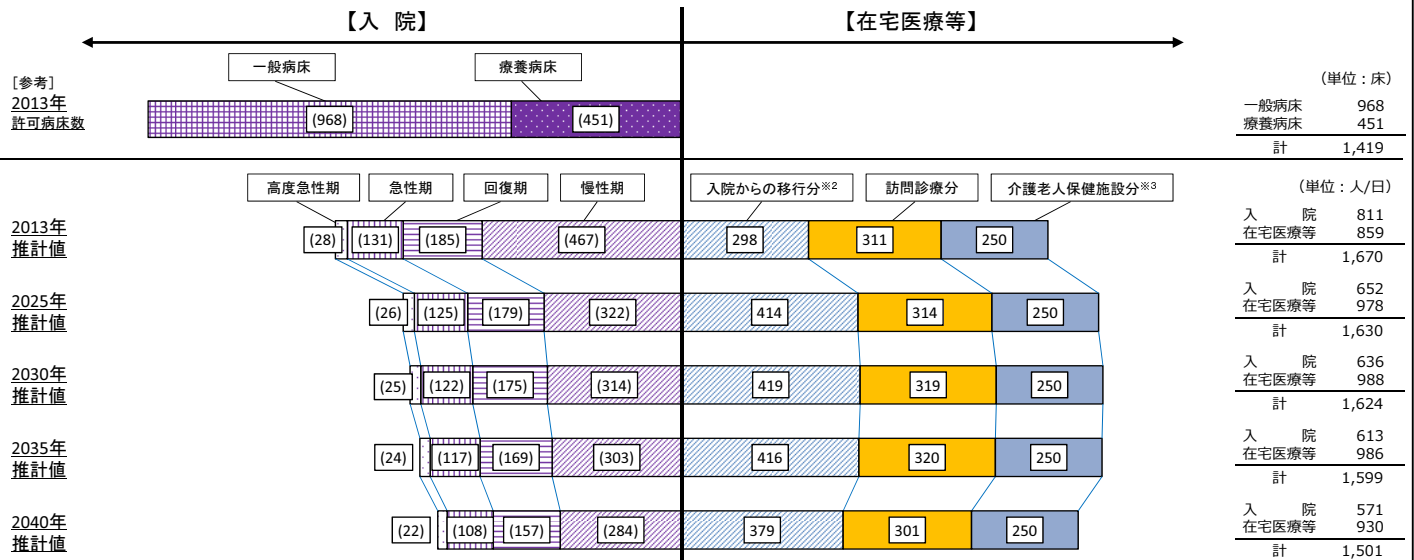 【入　院】 【在宅医療等】
一般病床 療養病床
[参考]
2013年
許可病床数
(968) (451)
（単位：床）
一般病床 968
療養病床 451
計 1,419
高度急性期 急性期 回復期 慢性期 入院からの移行分※2 訪問診療分 介護老人保健施設分※3
（単位：人/日）
2013年
推計値
(28) (131) (185) (467) 298 311 250
入　院 811
在宅医療等 859
計 1,670
2025年
推計値
(26) (125) (179) (322) 414 314 250
入　院 652
在宅医療等 978
計 1,630
2030年
推計値
(25) (122) (175) (314) 419 319 250
入　院 636
在宅医療等 988
計 1,624
2035年
推計値
(24) (117) (169) (303) 416 320 250
入　院 613
在宅医療等 986
計 1,599
2040年
推計値
(22) (108) (157) (284) 379 301 250
入　院 571
在宅医療等 930
計 1,501